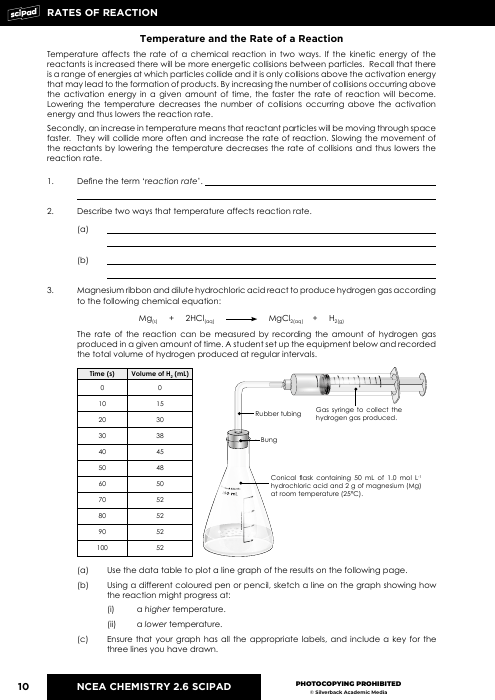 scipad RATES OF REACTION
Temperature and the Rate of a Reaction
Temperature affects the rate of a chemical reaction in two ways. If the kinetic energy of the
reactants is increased there will be more energetic collisions between particles. Recall that there
is a range of energies at which particles collide and it is only collisions above the activation energy
that may lead to the formation of products. By increasing the number of collisions occurring above
the activation energy in a given amount of time, the faster the rate of reaction will become.
Lowering the temperature decreases the number of collisions occurring above the activation
energy and thus lowers the reaction rate.
Secondly, an increase in temperature means that reactant particles will be moving through space
faster. They will collide more often and increase the rate of reaction. Slowing the movement of
the reactants by lowering the temperature decreases the rate of collisions and thus lowers the
reaction rate.
1. Define the term 'reaction rate'.
2. Describe two ways that temperature affects reaction rate.
(a)
(b)
3. Magnesium ribbon and dilute hydrochloric acid react to produce hydrogen gas according
to the following chemical equation:
Mg(s) + 2HCl(aq) → MgCl2(aq) + H2(g)
The rate of the reaction can be measured by recording the amount of hydrogen gas
produced in a given amount of time. A student set up the equipment below and recorded
the total volume of hydrogen produced at regular intervals.
Time (s) Volume of H2 (mL)
0 0
10 15
20 30
30 38
40 45
50 48
60 50
70 52
80 52
90 52
100 52
Rubber tubing
Gas syringe to collect the
hydrogen gas produced.
Bung
Conical flask containing 50 mL of 1.0 mol L-1
hydrochloric acid and 2 g of magnesium (Mg)
at room temperature (25ºC).
(a) Use the data table to plot a line graph of the results on the following page.
(b) Using a different coloured pen or pencil, sketch a line on the graph showing how
the reaction might progress at:
(i) a higher temperature.
(ii) a lower temperature.
(c) Ensure that your graph has all the appropriate labels, and include a key for the
three lines you have drawn.
10 NCEA CHEMISTRY 2.6 SCIPAD
PHOTOCOPYING PROHIBITED
© Silverback Academic Media